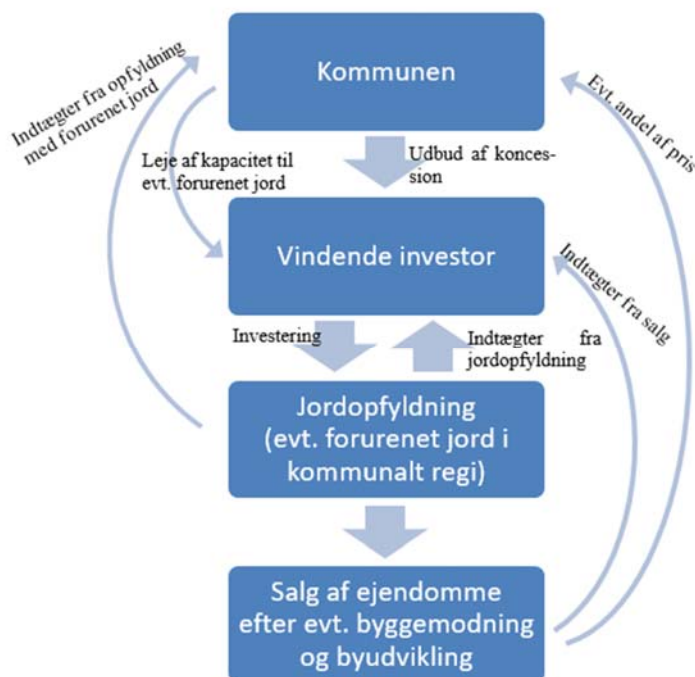 Kommunen
Indtægter fra opfyldning
med forurenet jord
Evt. andel af pris
Leje af kapacitet til
evt. forurenet jord
Udbud af konces-
sion
Vindende investor
Indtægter fra salg
Investering
Indtægter fra
jordopfyldning
Jordopfyldning
(evt. forurenet jord i
kommunalt regi)
Salg af ejendomme
efter evt. byggemodning
og byudvikling